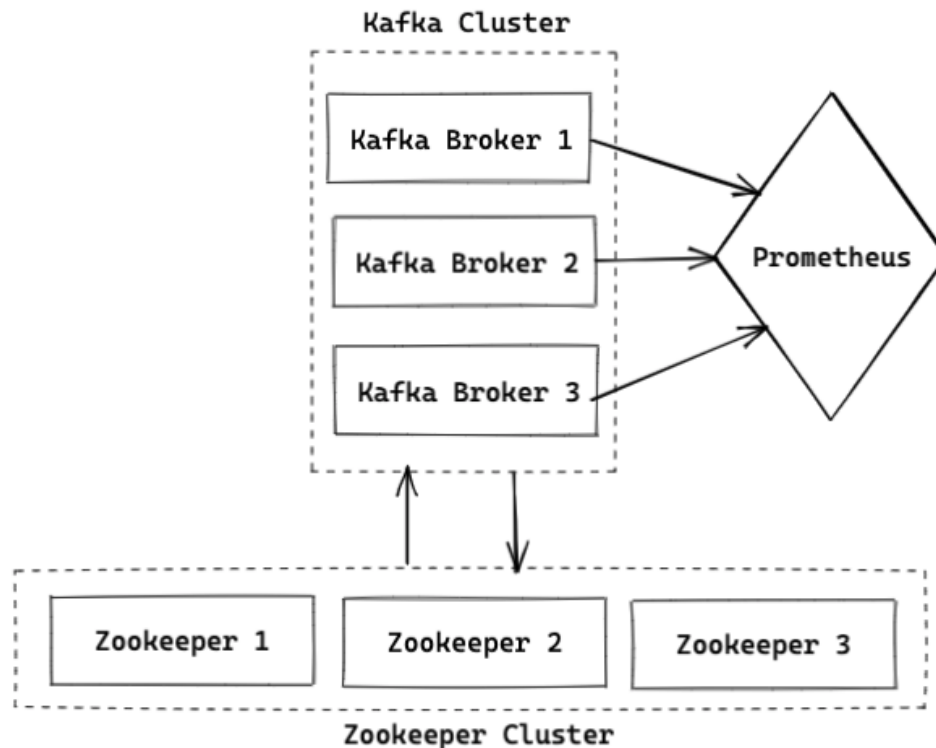 Kafka Cluster
Kafka Broker 1
Kafka Broker 2
Prometheus
Kafka Broker 3
Zookeeper 1
Zookeeper 2
Zookeeper 3
Zookeeper Cluster